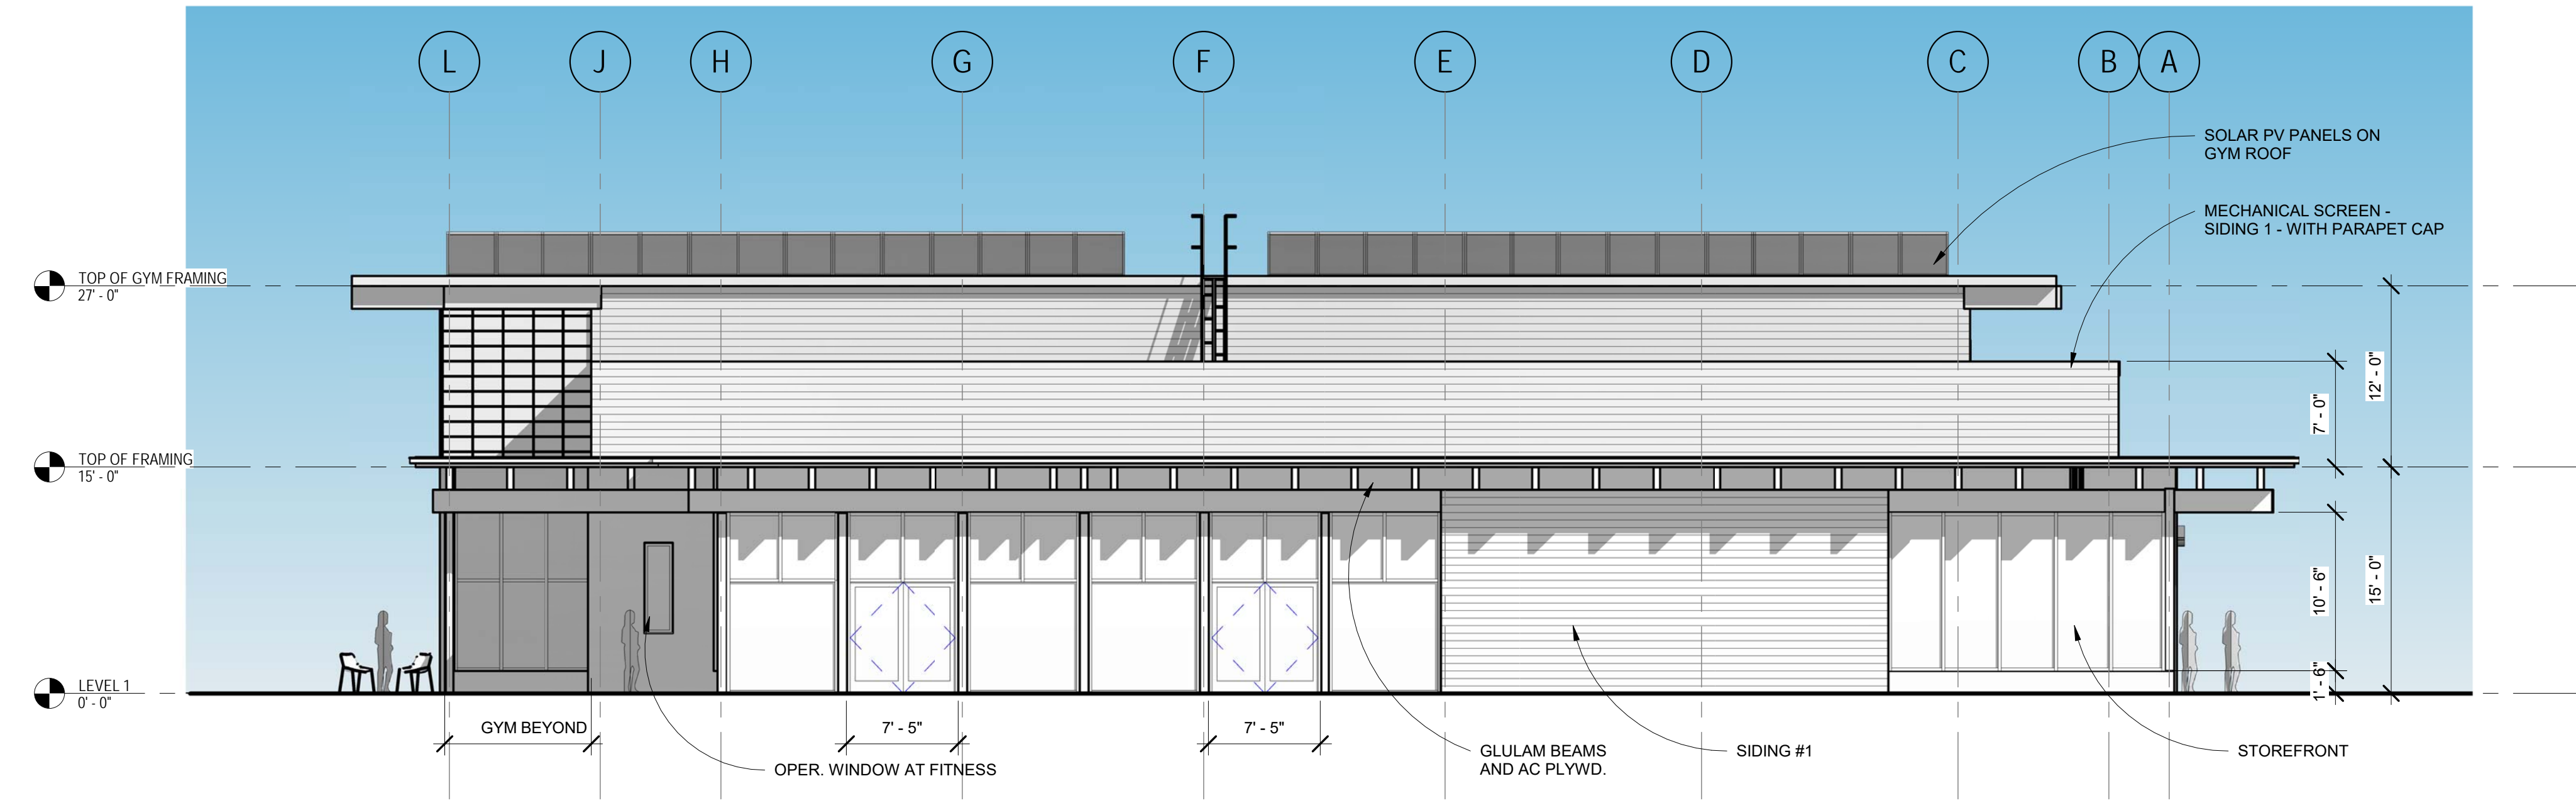 L J H G F E D C B A
SOLAR PV PANELS ON
GYM ROOF
MECHANICAL SCREEN -
SIDING 1 - WITH PARAPET CAP
TOP OF GYM FRAMING
27' - 0"
12' - 0"
7' - 0"
TOP OF FRAMING
15' - 0"
10' - 6"
15' - 0"
1' - 6"
LEVEL 1
0' - 0"
GYM BEYOND
7' - 5"
7' - 5"
OPER. WINDOW AT FITNESS
GLULAM BEAMS
AND AC PLYWD.
SIDING #1
STOREFRONT